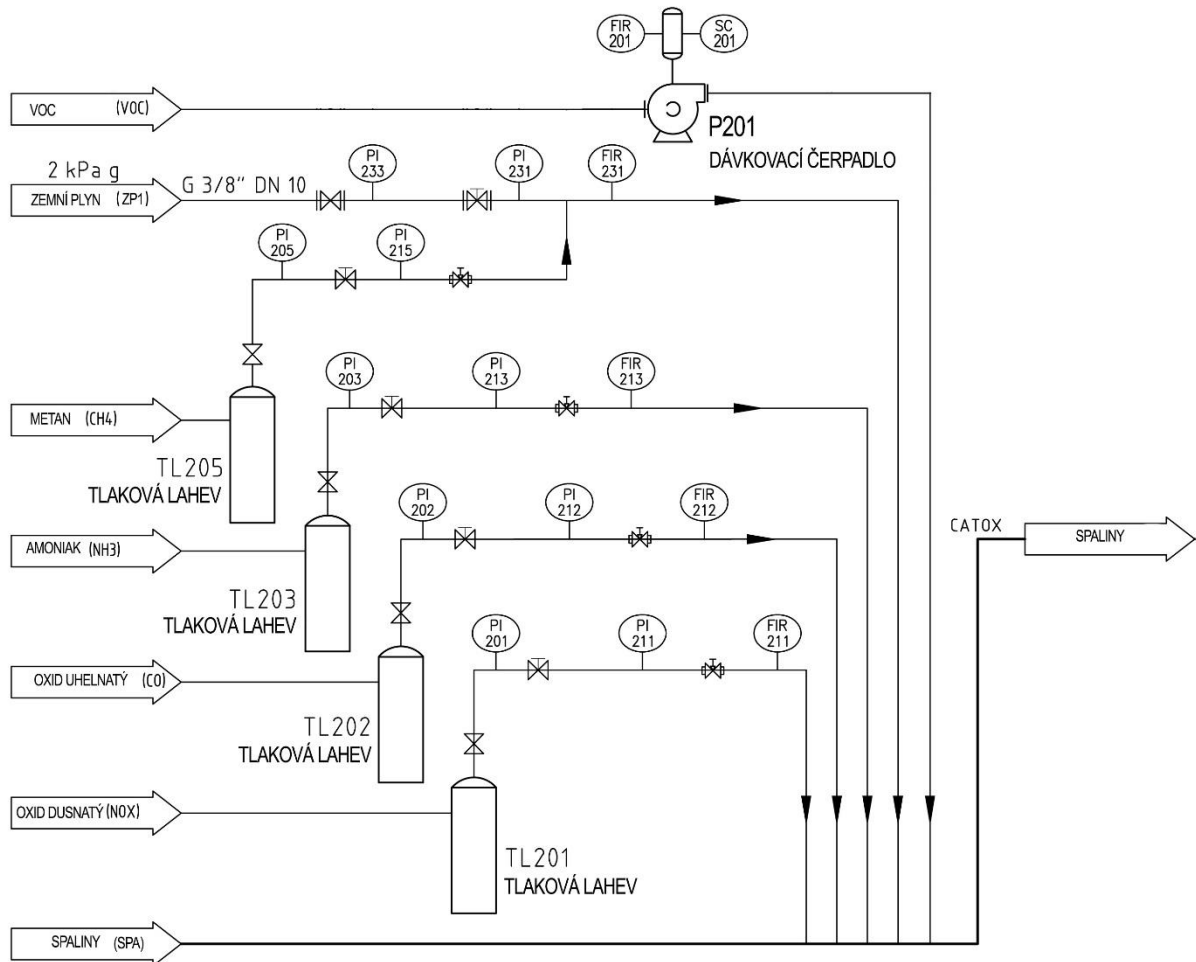 FIR
201
SC
201
VOC (VOC)
P201
DÁVKOVACÍ ČERPADLO
2 kPa g
ZEMNÍ PLYN (ZP1)
G 3/8" DN 10
PI
233
PI
231
FIR
231
PI
205
PI
215
METAN (CH4)
TL205
TLAKOVÁ LAHEV
PI
203
PI
213
FIR
213
AMONIAK (NH3)
TL203
TLAKOVÁ LAHEV
PI
202
PI
212
FIR
212
CATOX
SPALINY
OXID UHELNATÝ (CO)
TL202
TLAKOVÁ LAHEV
PI
201
PI
211
FIR
211
OXID DUSNATÝ (NOX)
TL201
TLAKOVÁ LAHEV
SPALINY (SPA)